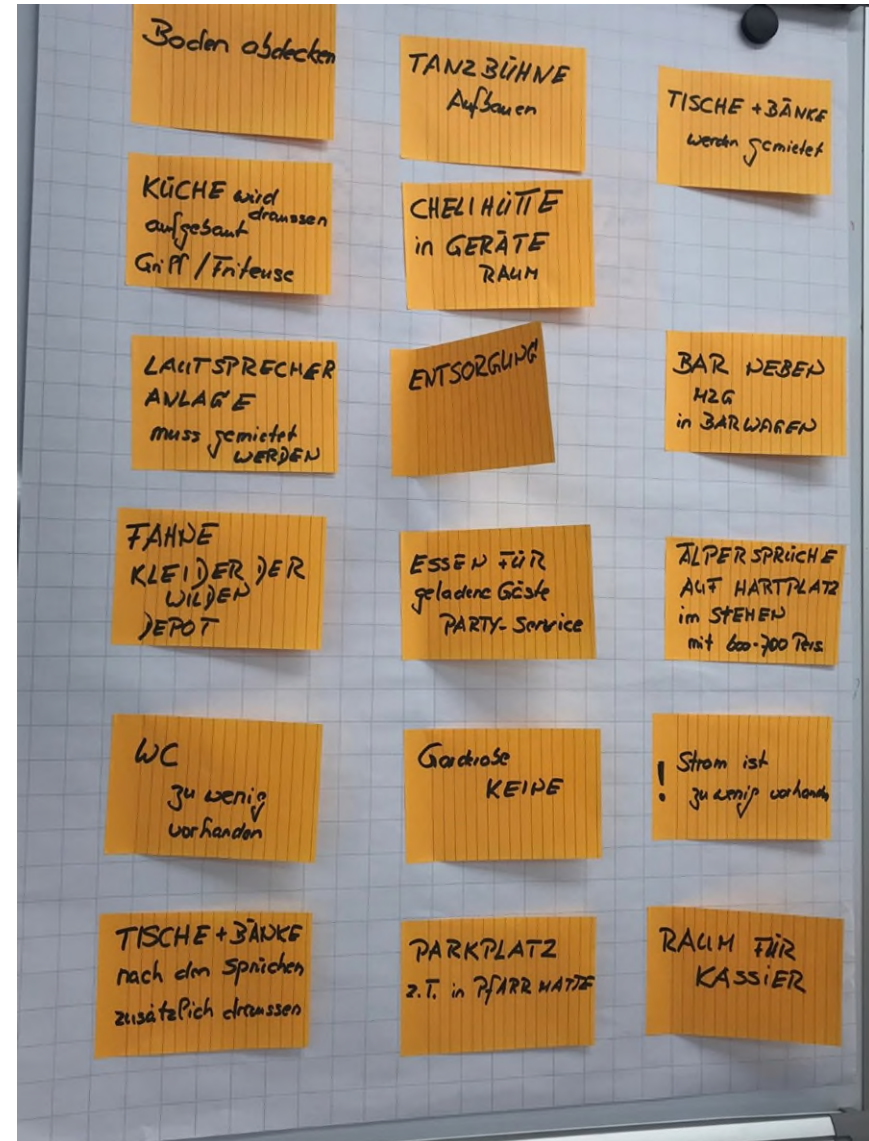 Boden abdecken
TANZBÜHNE
Aufbauen
TISCHE + BÄNKE
werden gemietet
KÜCHE wird
draussen
aufgebaut
Grill / Friteuse
CHELIHÜTTE
in GERÄTE
RAUM
LAUTSPRECHER
ANLAGE
muss gemietet
WERDEN
ENTSORGUNG
BAR NEBEN
MZG
in BARWAGEN
FAHNE
KLEIDER DER
WILDEN
DEPOT
ESSEN FÜR
geladene Gäste
PARTY-Service
ÄLPERSPRÜCHE
AUF HARTPLATZ
im STEHEN
mit 600-700 Pers.
WC
zu wenig
vorhanden
Garderobe
KEINE
! Strom ist
zu wenig vorhanden
TISCHE + BÄNKE
nach den Sprüchen
zusätzlich draussen
PARKPLATZ
z.T. in PFARRMATTE
RAUM FÜR
KASSIER